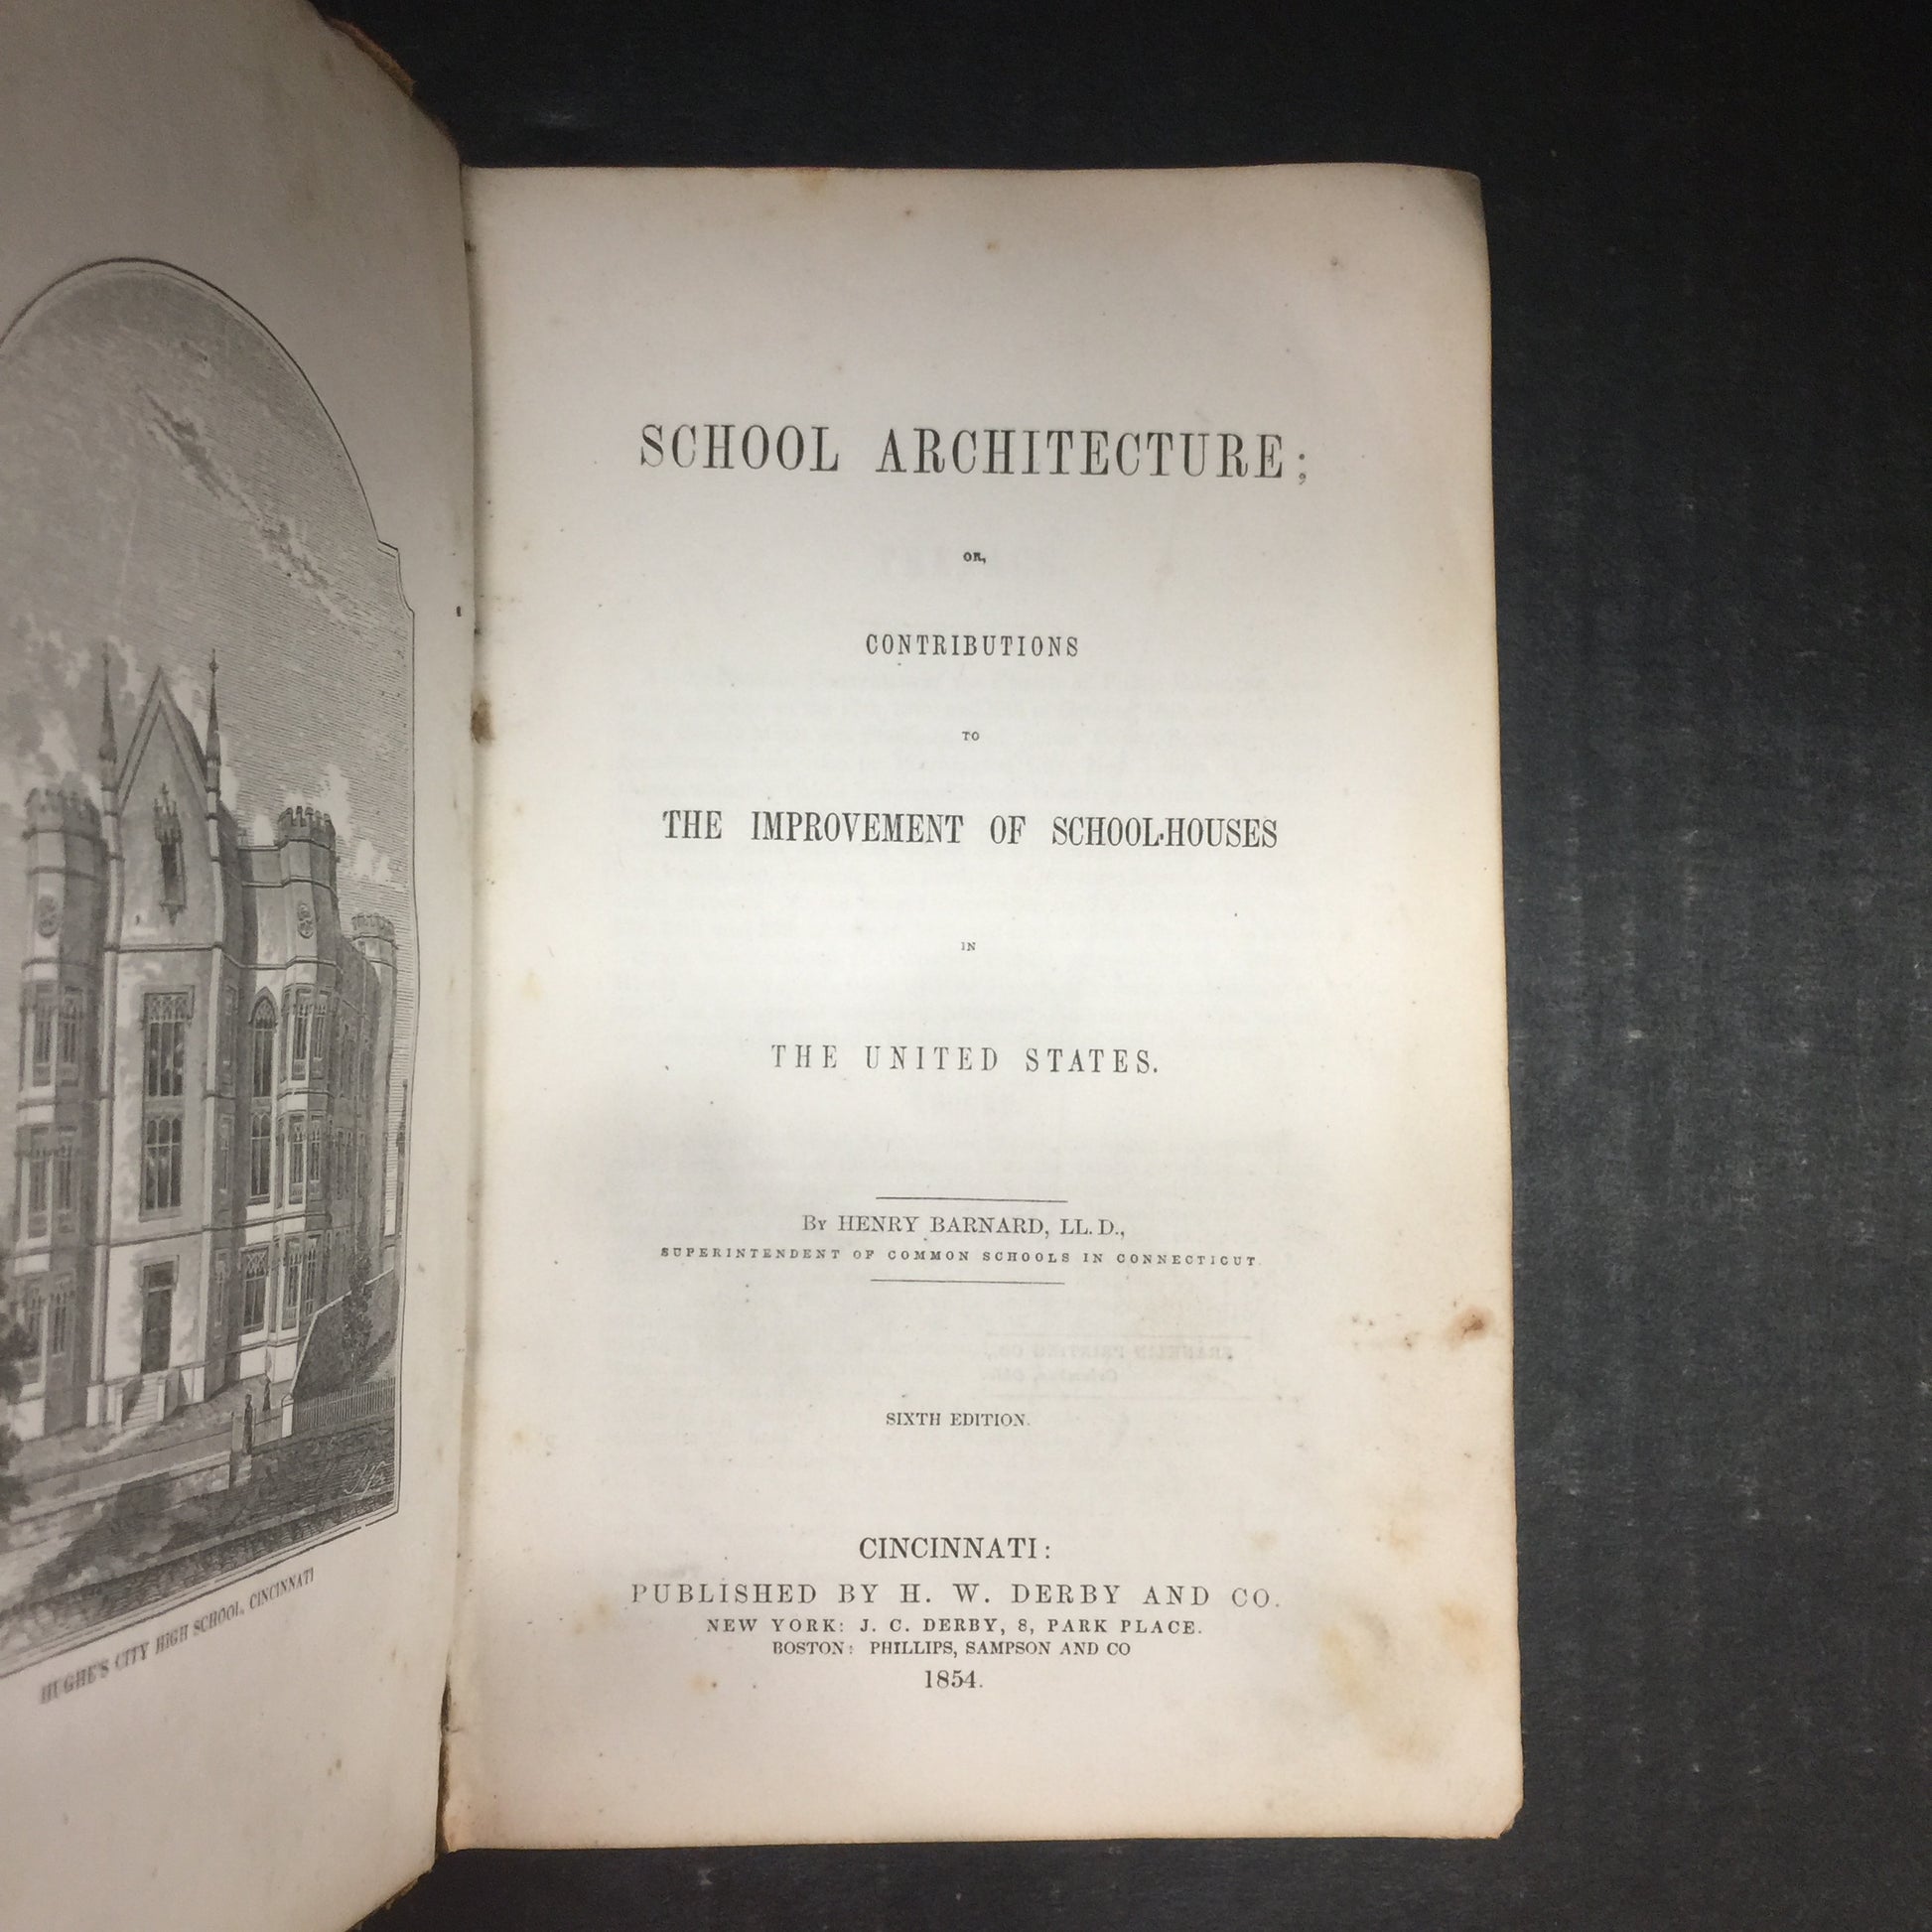 HUGHE'S CITY HIGH SCHOOL, CINCINNATI
SCHOOL ARCHITECTURE;
OR,
CONTRIBUTIONS
TO
THE IMPROVEMENT OF SCHOOL-HOUSES
IN
THE UNITED STATES.
BY HENRY BARNARD, LL. D.,
SUPERINTENDENT OF COMMON SCHOOLS IN CONNECTICUT.
SIXTH EDITION.
CINCINNATI:
PUBLISHED BY H. W. DERBY AND CO.
NEW YORK: J. C. DERBY, 8, PARK PLACE.
BOSTON: PHILLIPS, SAMPSON AND CO
1854.